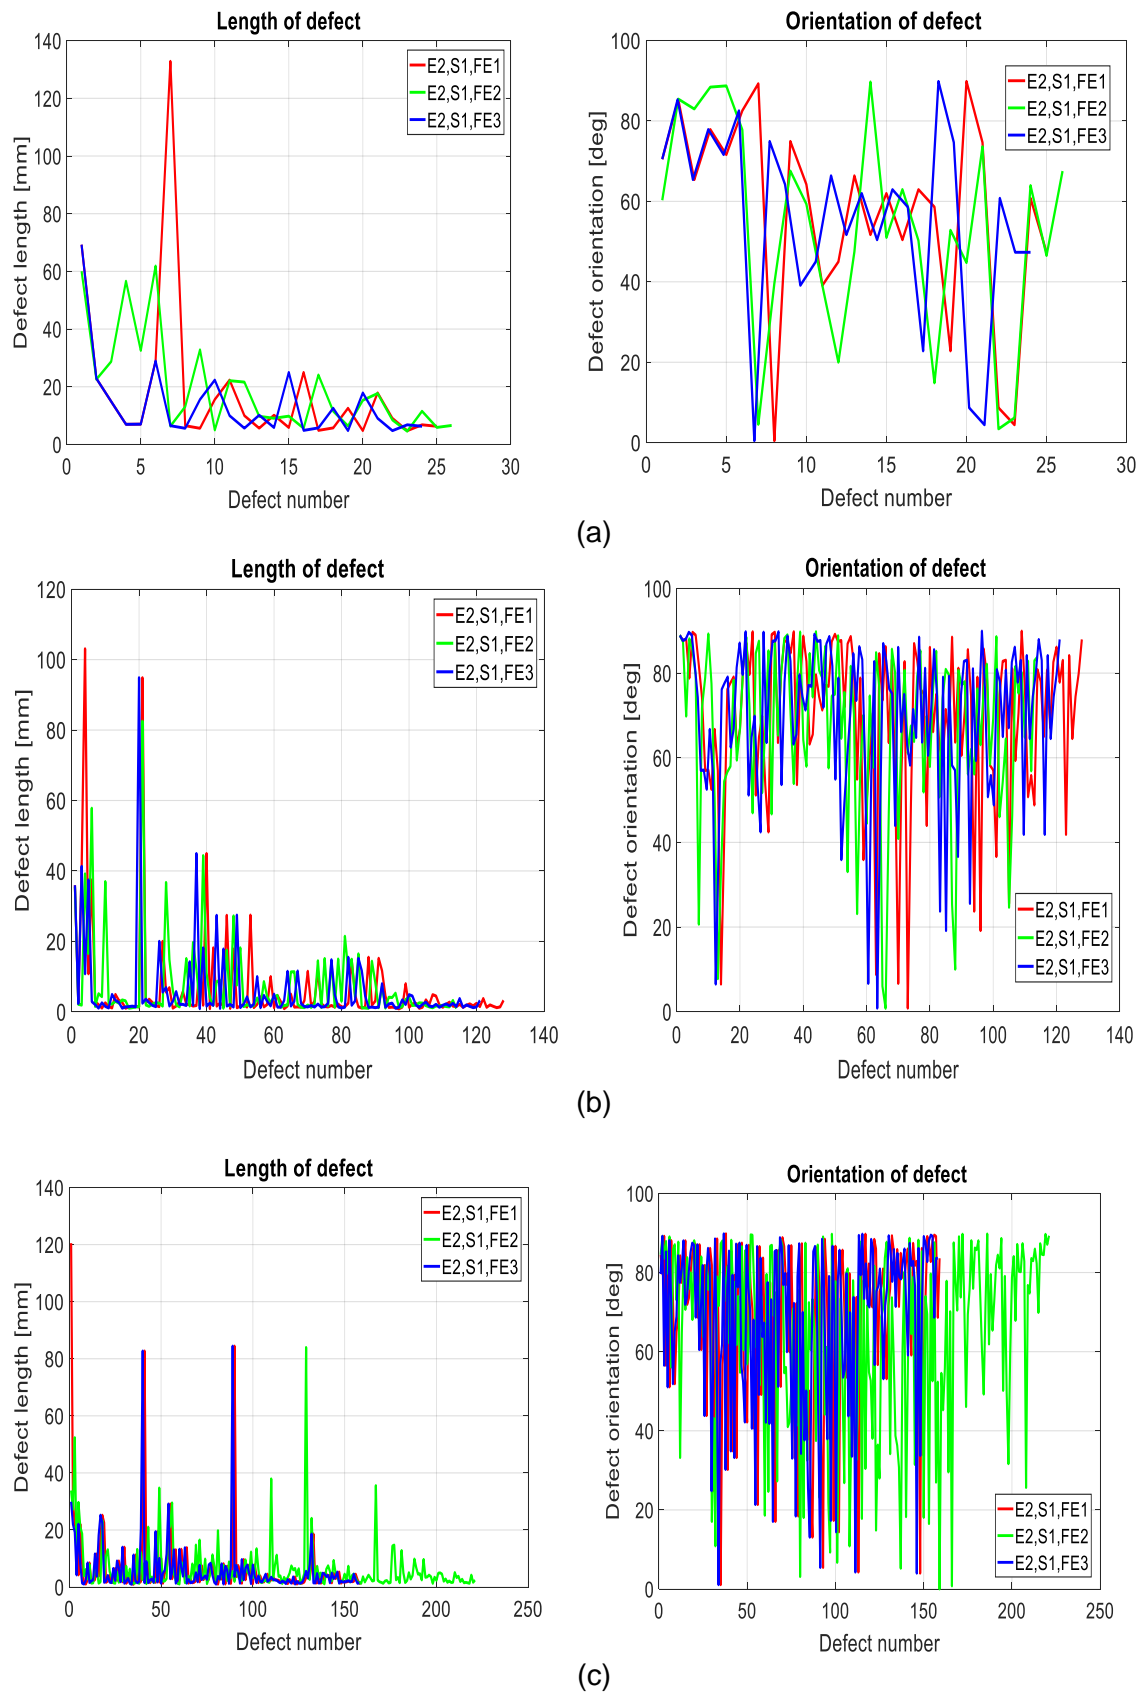 Length of defect
Orientation of defect
140
120
100
80
60
40
20
0
Defect length [mm]
E2,S1,FE1
E2,S1,FE2
E2,S1,FE3
0 5 10 15 20 25 30
Defect number
100
80
60
40
20
0
Defect orientation [deg]
E2,S1,FE1
E2,S1,FE2
E2,S1,FE3
0 5 10 15 20 25 30
Defect number
(a)
Length of defect
Orientation of defect
120
100
80
60
40
20
0
Defect length [mm]
E2,S1,FE1
E2,S1,FE2
E2,S1,FE3
0 20 40 60 80 100 120 140
Defect number
100
80
60
40
20
0
Defect orientation [deg]
E2,S1,FE1
E2,S1,FE2
E2,S1,FE3
0 20 40 60 80 100 120 140
Defect number
(b)
Length of defect
Orientation of defect
140
120
100
80
60
40
20
0
Defect length [mm]
E2,S1,FE1
E2,S1,FE2
E2,S1,FE3
0 50 100 150 200 250
Defect number
100
80
60
40
20
0
Defect orientation [deg]
E2,S1,FE1
E2,S1,FE2
E2,S1,FE3
0 50 100 150 200 250
Defect number
(c)